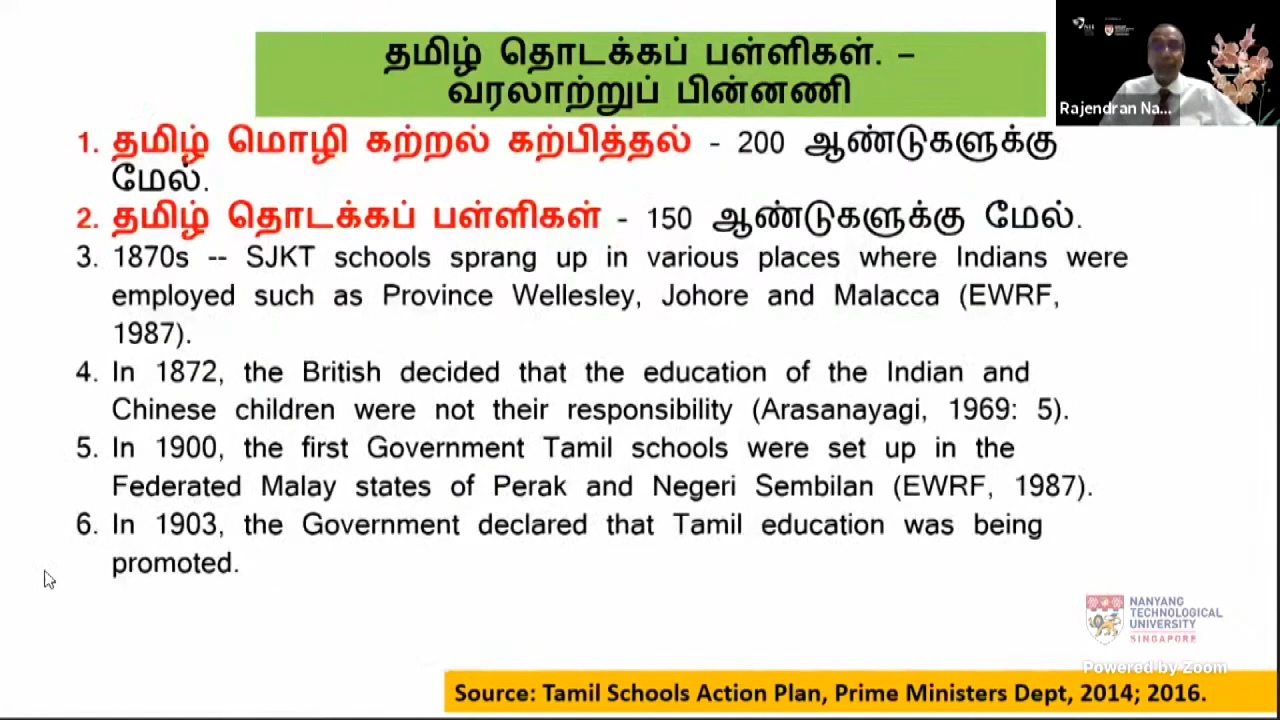 தமிழ் தொடக்கப் பள்ளிகள். –
வரலாற்றுப் பின்னணி
1. தமிழ் மொழி கற்றல் கற்பித்தல் - 200 ஆண்டுகளுக்கு
மேல்.
2. தமிழ் தொடக்கப் பள்ளிகள் - 150 ஆண்டுகளுக்கு மேல்.
3. 1870s -- SJKT schools sprang up in various places where Indians were
employed such as Province Wellesley, Johore and Malacca (EWRF,
1987).
4. In 1872, the British decided that the education of the Indian and
Chinese children were not their responsibility (Arasanayagi, 1969: 5).
5. In 1900, the first Government Tamil schools were set up in the
Federated Malay states of Perak and Negeri Sembilan (EWRF, 1987).
6. In 1903, the Government declared that Tamil education was being
promoted.
Rajendran Na...
NANYANG
TECHNOLOGICAL
UNIVERSITY
SINGAPORE
Powered by Zoom
Source: Tamil Schools Action Plan, Prime Ministers Dept, 2014; 2016.